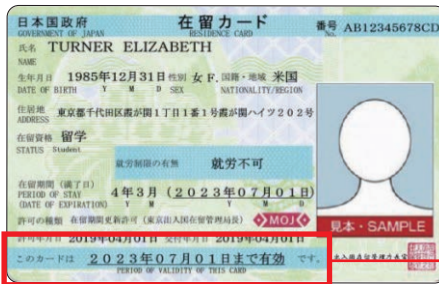 日本国政府 在留カード 番号 AB12345678CD
GOVERNMENT OF JAPAN RESIDENCE CARD No.
氏名 TURNER ELIZABETH
NAME
生年月日 1985年12月31日 性別 女 F. 国籍・地域 米国
DATE OF BIRTH Y M D SEX NATIONALITY/REGION
住居地 東京都千代田区霞が関1丁目1番1号霞が関ハイツ202号
ADDRESS
在留資格 留学
STATUS Student
就労制限の有無 就労不可
在留期間(満了日) 4年3月(2023年07月01日)
PERIOD OF STAY
(DATE OF EXPIRATION) Y M Y M D
許可の種類 在留期間更新許可(東京出入国在留管理局長) MOJ
見本・SAMPLE
許可年月日 2019年04月01日 交付年月日 2019年04月01日
このカードは 2023年07月01日まで有効 です。
PERIOD OF VALIDITY OF THIS CARD